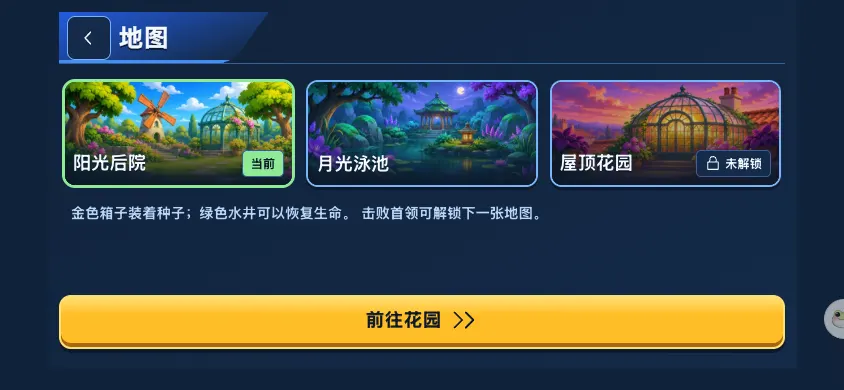 地图
阳光后院
当前
月光泳池
屋顶花园
未解锁
金色箱子装着种子；绿色水井可以恢复生命。 击败首领可解锁下一张地图。
前往花园